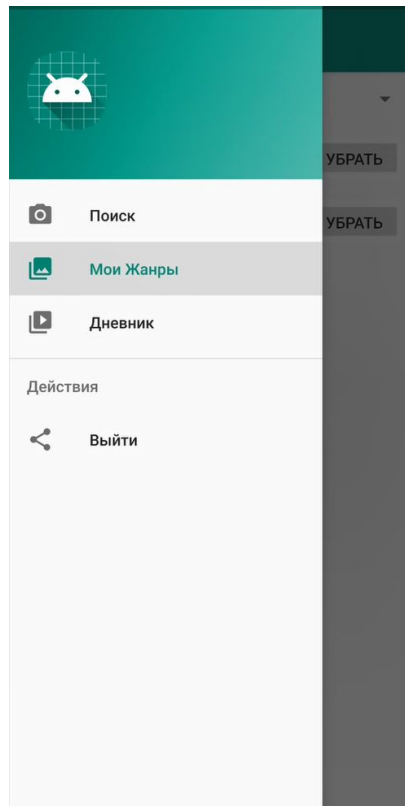 УБРАТЬ
Поиск
УБРАТЬ
Мои Жанры
Дневник
Действия
Выйти